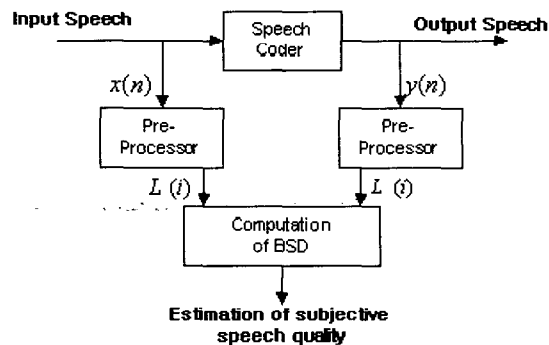 Input Speech
Speech
Coder
Output Speech
x(n)
y(n)
Pre-
Processor
Pre-
Processor
L (i)
L (i)
Computation
of BSD
Estimation of subjective
speech quality